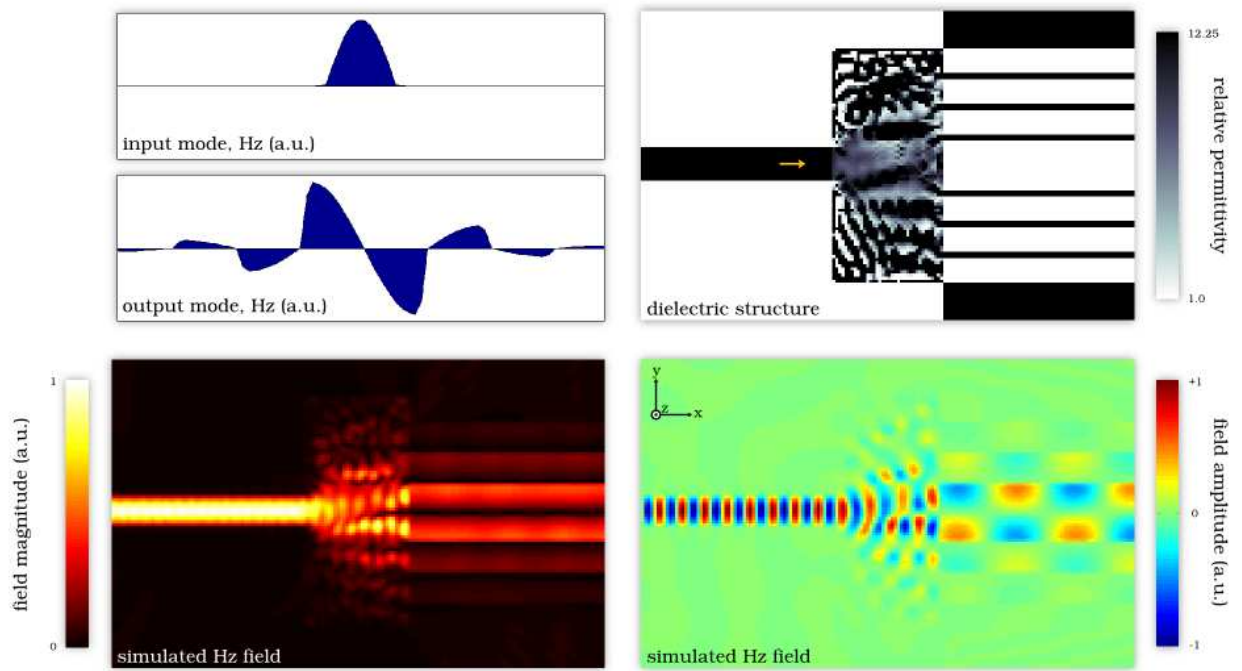 input mode, Hz (a.u.)
output mode, Hz (a.u.)
dielectric structure
12.25
relative permittivity
1.0
1
field magnitude (a.u.)
0
simulated Hz field
y
z
x
simulated Hz field
+1
field amplitude (a.u.)
0
-1